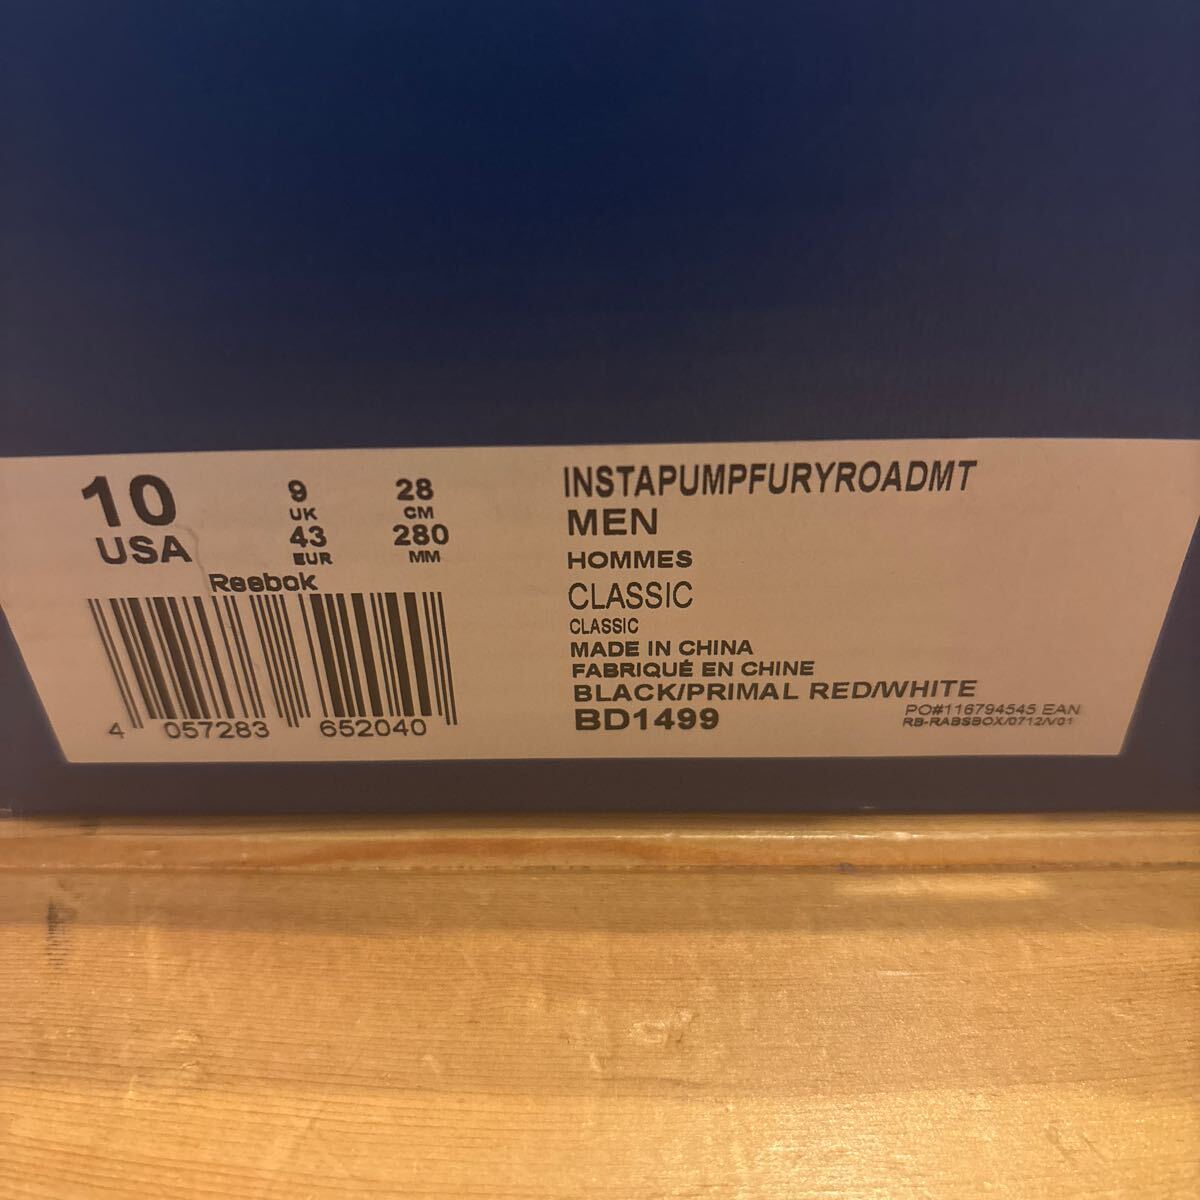 10
USA
9
UK
43
EUR
28
CM
280
MM
Reebok
4 057283 652040
INSTAPUMPFURYROADMT
MEN
HOMMES
CLASSIC
CLASSIC
MADE IN CHINA
FABRIQUÉ EN CHINE
BLACK/PRIMAL RED/WHITE
BD1499
PO#116794545 EAN
RB-RABSBOX/0712/V01